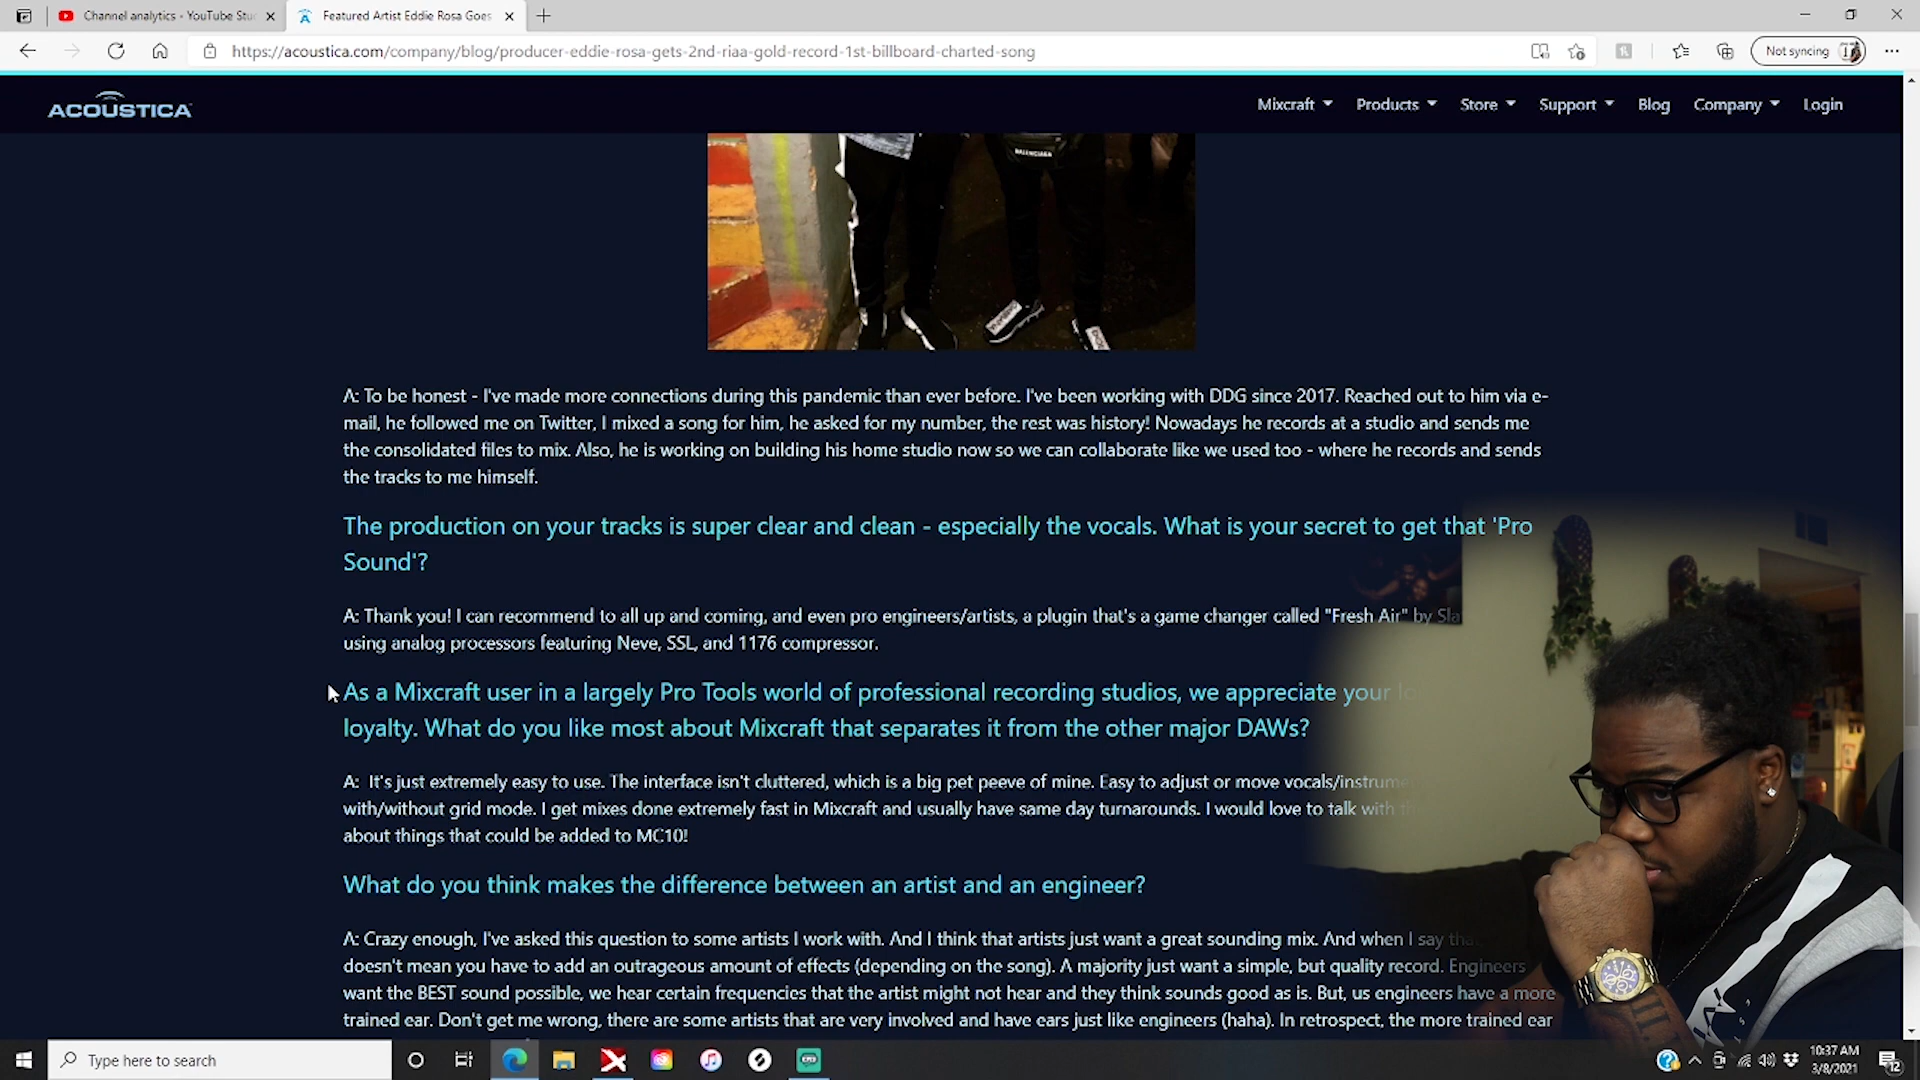 Channel analytics - YouTube Stu
Featured Artist Eddie Rosa Goes
https://acoustica.com/company/blog/producer-eddie-rosa-gets-2nd-riaa-gold-record-1st-billboard-charted-song
Not syncing
ACOUSTICA
Mixcraft Products Store Support Blog Company Login
BALENCIAGA
A: To be honest - I've made more connections during this pandemic than ever before. I've been working with DDG since 2017. Reached out to him via e-
mail, he followed me on Twitter, I mixed a song for him, he asked for my number, the rest was history! Nowadays he records at a studio and sends me
the consolidated files to mix. Also, he is working on building his home studio now so we can collaborate like we used too - where he records and sends
the tracks to me himself.
The production on your tracks is super clear and clean - especially the vocals. What is your secret to get that 'Pro
Sound'?
A: Thank you! I can recommend to all up and coming, and even pro engineers/artists, a plugin that's a game changer called "Fresh Air" by Sla
using analog processors featuring Neve, SSL, and 1176 compressor.
As a Mixcraft user in a largely Pro Tools world of professional recording studios, we appreciate your
loyalty. What do you like most about Mixcraft that separates it from the other major DAWs?
A: It's just extremely easy to use. The interface isn't cluttered, which is a big pet peeve of mine. Easy to adjust or move vocals/instrume
with/without grid mode. I get mixes done extremely fast in Mixcraft and usually have same day turnarounds. I would love to talk with
about things that could be added to MC10!
What do you think makes the difference between an artist and an engineer?
A: Crazy enough, I've asked this question to some artists I work with. And I think that artists just want a great sounding mix. And when I say
doesn't mean you have to add an outrageous amount of effects (depending on the song). A majority just want a simple, but quality record. Engineers
want the BEST sound possible, we hear certain frequencies that the artist might not hear and they think sounds good as is. But, us engineers have a more
trained ear. Don't get me wrong, there are some artists that are very involved and have ears just like engineers (haha). In retrospect, the more trained ear
Type here to search
10:37 AM
3/8/2021
12